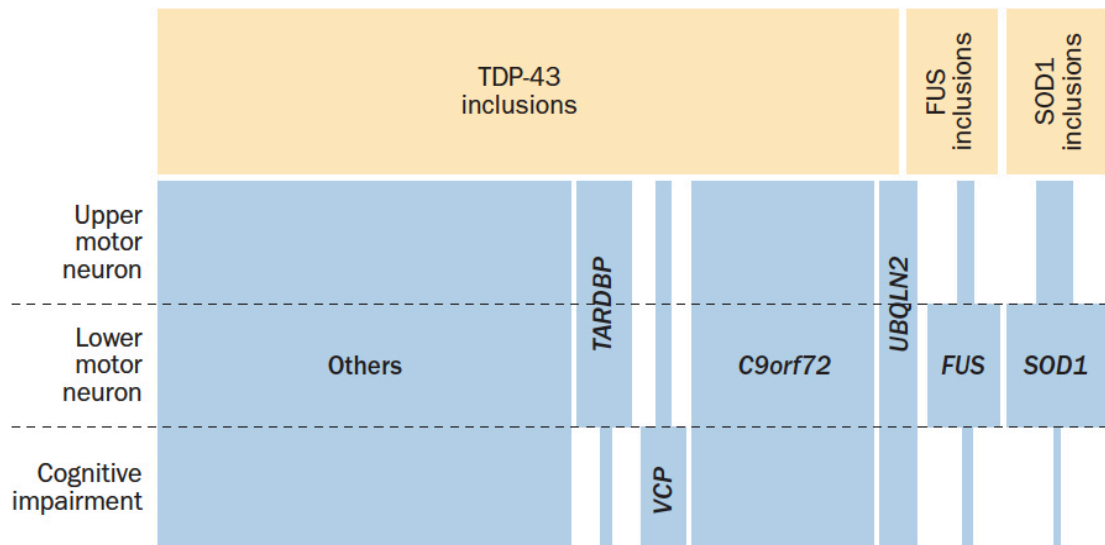 TDP-43
inclusions
FUS
inclusions
SOD1
inclusions
Upper
motor
neuron
Lower
motor
neuron
Cognitive
impairment
Others
TARDBP
VCP
C9orf72
UBQLN2
FUS
SOD1